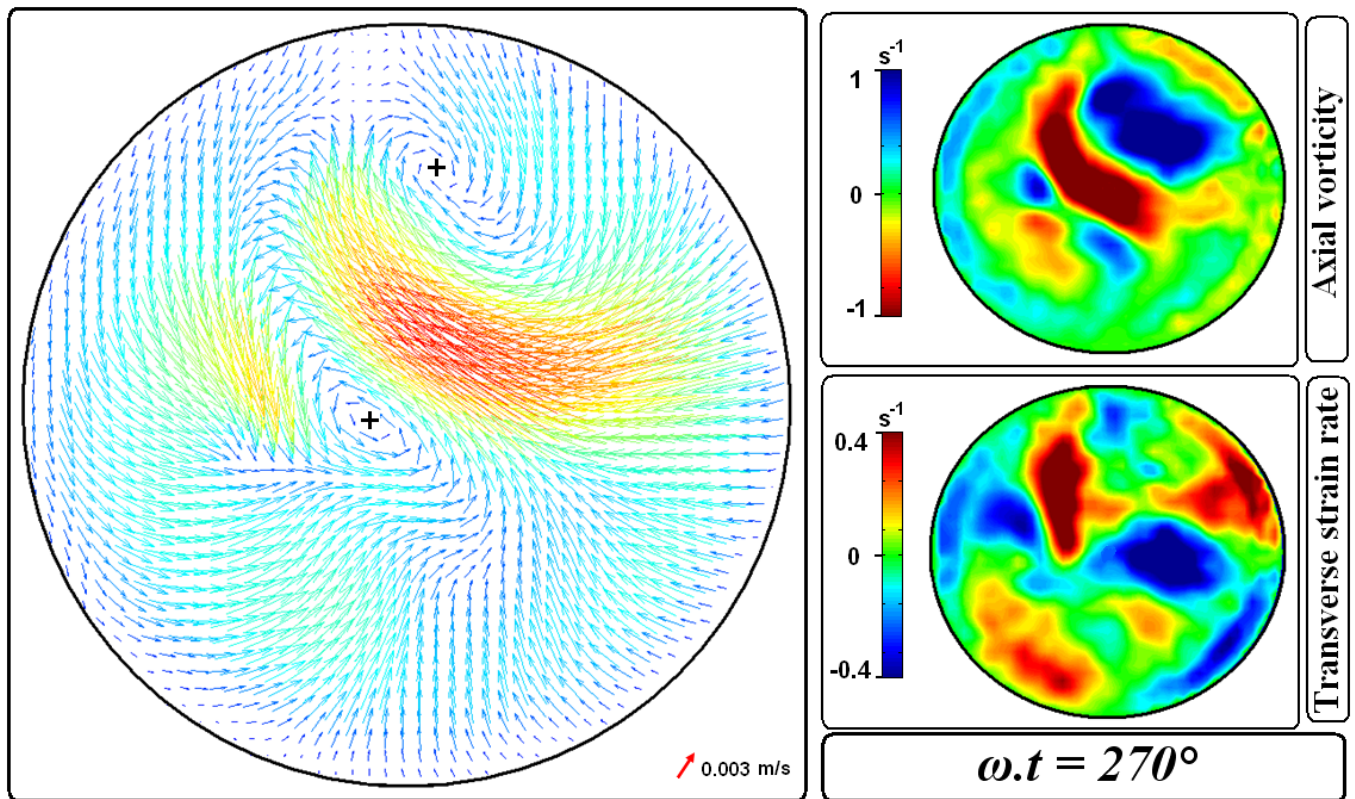 0.003 m/s
s-1
1
0
-1
Axial vorticity
s-1
0.4
0
-0.4
Transverse strain rate
ω.t = 270°